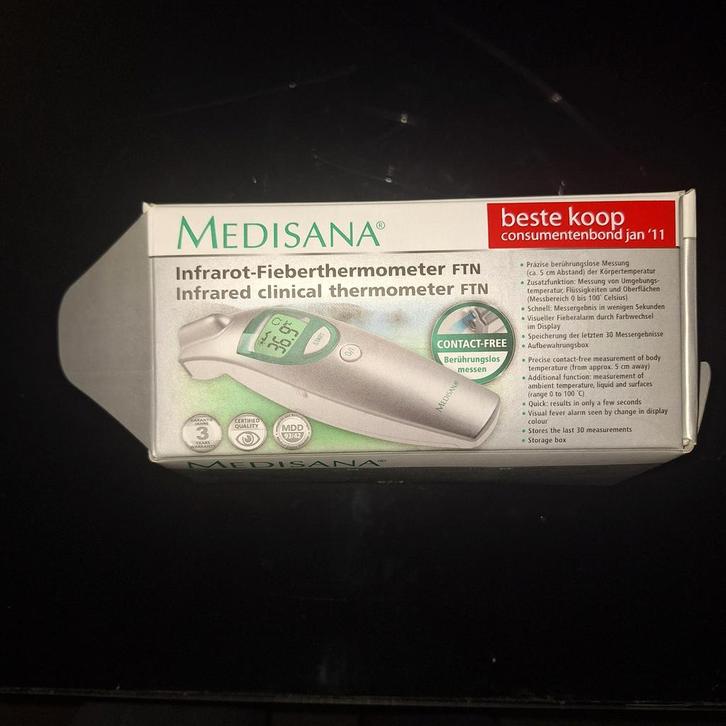 MEDISANA®
beste koop
consumentenbond jan '11
Infrarot-Fieberthermometer FTN
Infrared clinical thermometer FTN
36.9°C
CONTACT-FREE
Berührungslos
messen
MEDISANA
3
YEARS
WARRANTY
CERTIFIED
QUALITY
MDD
93/42
• Präzise berührungslose Messung
(ca. 5 cm Abstand) der Körpertemperatur
• Zusatzfunktion: Messung von Umgebungs-
temperatur, Flüssigkeiten und Oberflächen
(Messbereich 0 bis 100° Celsius)
• Schnell: Messergebnis in wenigen Sekunden
• Visueller Fieberalarm durch Farbwechsel
im Display
• Speicherung der letzten 30 Messergebnisse
• Aufbewahrungsbox
• Precise contact-free measurement of body
temperature (from approx. 5 cm away)
• Additional function: measurement of
ambient temperature, liquid and surfaces
(range 0 to 100 °C)
• Quick: results in only a few seconds
• Visual fever alarm seen by change in display
colour
• Stores the last 30 measurements
• Storage box
MEDISANA®